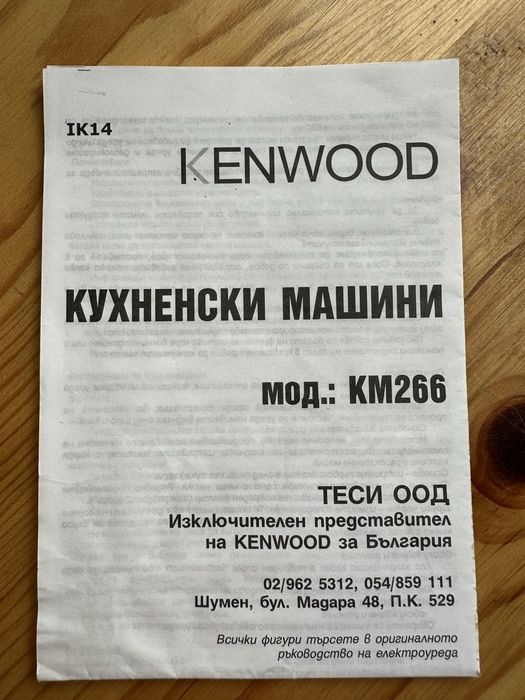 IK14
KENWOOD
КУХНЕНСКИ МАШИНИ
МОД.: KM266
ТЕСИ ООД
Изключителен представител
на KENWOOD за България
02/962 5312, 054/859 111
Шумен, бул. Мадара 48, П.К. 529
Всички фигури търсете в оригиналното
ръководство на електроуреда